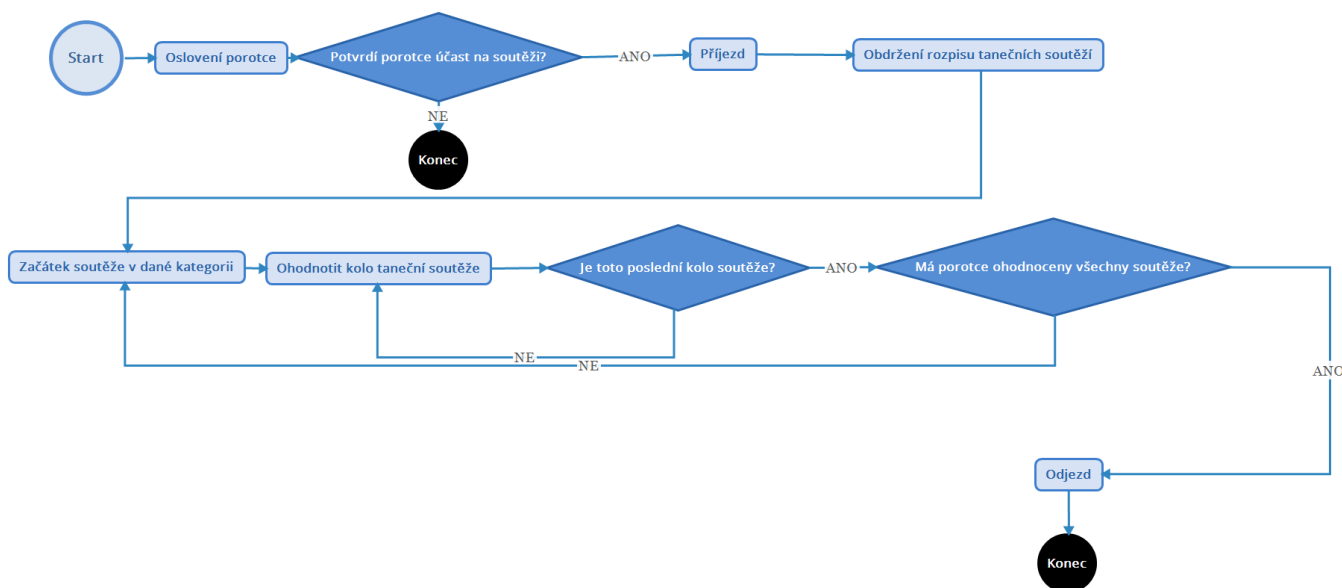 Start
Oslovení porotce
Potvrdí porotce účast na soutěži?
ANO
Příjezd
Obdržení rozpisu tanečních soutěží
NE
Konec
Začátek soutěže v dané kategorii
Ohodnotit kolo taneční soutěže
Je toto poslední kolo soutěže?
ANO
Má porotce ohodnoceny všechny soutěže?
NE
NE
ANO
Odjezd
Konec